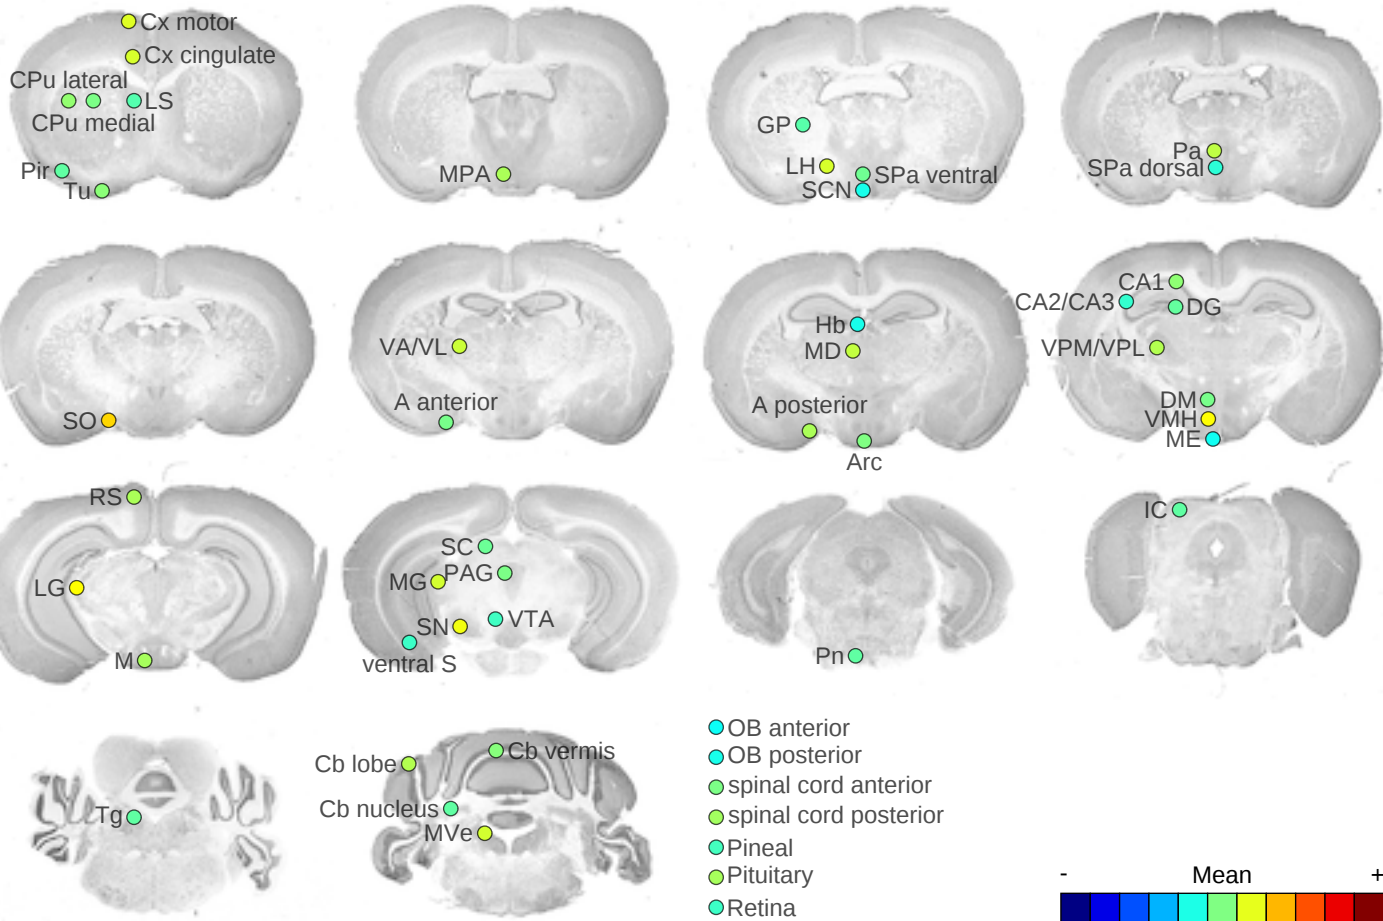 Cx motor
Cx cingulate
CPu lateral
LS
CPu medial
Pir
Tu
MPA
GP
LH
SPa ventral
SCN
Pa
SPa dorsal
SO
VA/VL
A anterior
Hb
MD
A posterior
Arc
CA1
CA2/CA3
DG
VPM/VPL
DM
VMH
ME
RS
LG
M
SC
PAG
MG
VTA
SN
ventral S
Pn
IC
Tg
Cb vermis
Cb lobe
Cb nucleus
MVe
OB anterior
OB posterior
spinal cord anterior
spinal cord posterior
Pineal
Pituitary
Retina
- Mean +